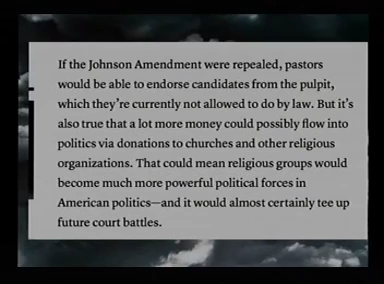 If the Johnson Amendment were repealed, pastors
would be able to endorse candidates from the pulpit,
which they're currently not allowed to do by law. But it's
also true that a lot more money could possibly flow into
politics via donations to churches and other religious
organizations. That could mean religious groups would
become much more powerful political forces in
American politics—and it would almost certainly tee up
future court battles.